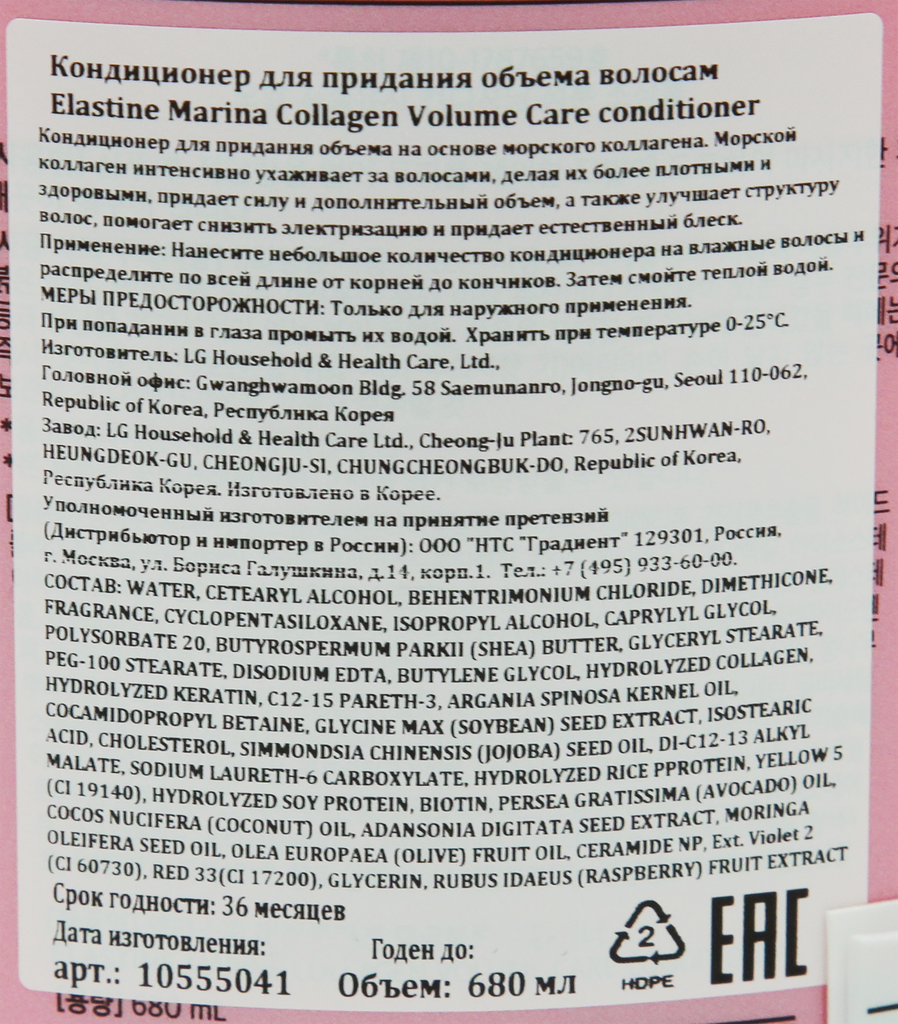 Кондиционер для придания объема волосам
Elastine Marina Collagen Volume Care conditioner
Кондиционер для придания объема на основе морского коллагена. Морской
коллаген интенсивно ухаживает за волосами, делая их более плотными и
здоровыми, придает силу и дополнительный объем, а также улучшает структуру
волос, помогает снизить электризацию и придает естественный блеск.
Применение: Нанесите небольшое количество кондиционера на влажные волосы и
распределите по всей длине от корней до кончиков. Затем смойте теплой водой.
МЕРЫ ПРЕДОСТОРОЖНОСТИ: Только для наружного применения.
При попадании в глаза промыть их водой. Хранить при температуре 0-25°C.
Изготовитель: LG Household & Health Care, Ltd.,
Головной офис: Gwanghwamoon Bldg. 58 Saemunanro, Jongno-gu, Seoul 110-062,
Republic of Korea, Республика Корея
Завод: LG Household & Health Care Ltd., Cheong-Ju Plant: 765, 2SUNHWAN-RO,
HEUNGDEOK-GU, CHEONGJU-SI, CHUNGCHEONGBUK-DO, Republic of Korea,
Республика Корея. Изготовлено в Корее.
Уполномоченный изготовителем на принятие претензий
(Дистрибьютор и импортер в России): ООО "НТС "Градиент" 129301, Россия,
г. Москва, ул. Бориса Галушкина, д.14, корп.1. Тел.: +7 (495) 933-60-00.
СОСТАВ: WATER, CETEARYL ALCOHOL, BEHENTRIMONIUM CHLORIDE, DIMETHICONE,
FRAGRANCE, CYCLOPENTASILOXANE, ISOPROPYL ALCOHOL, CAPRYLYL GLYCOL,
POLYSORBATE 20, BUTYROSPERMUM PARKII (SHEA) BUTTER, GLYCERYL STEARATE,
PEG-100 STEARATE, DISODIUM EDTA, BUTYLENE GLYCOL, HYDROLYZED COLLAGEN,
HYDROLYZED KERATIN, C12-15 PARETH-3, ARGANIA SPINOSA KERNEL OIL,
COCAMIDOPROPYL BETAINE, GLYCINE MAX (SOYBEAN) SEED EXTRACT, ISOSTEARIC
ACID, CHOLESTEROL, SIMMONDSIA CHINENSIS (JOJOBA) SEED OIL, DI-C12-13 ALKYL
MALATE, SODIUM LAURETH-6 CARBOXYLATE, HYDROLYZED RICE PPROTEIN, YELLOW 5
(CI 19140), HYDROLYZED SOY PROTEIN, BIOTIN, PERSEA GRATISSIMA (AVOCADO) OIL,
COCOS NUCIFERA (COCONUT) OIL, ADANSONIA DIGITATA SEED EXTRACT, MORINGA
OLEIFERA SEED OIL, OLEA EUROPAEA (OLIVE) FRUIT OIL, CERAMIDE NP, Ext. Violet 2
(CI 60730), RED 33(CI 17200), GLYCERIN, RUBUS IDAEUS (RASPBERRY) FRUIT EXTRACT
Срок годности: 36 месяцев
Дата изготовления: Годен до:
арт.: 10555041 Объем: 680 мл
2
HDPE
EAC
[용량] 680 mL